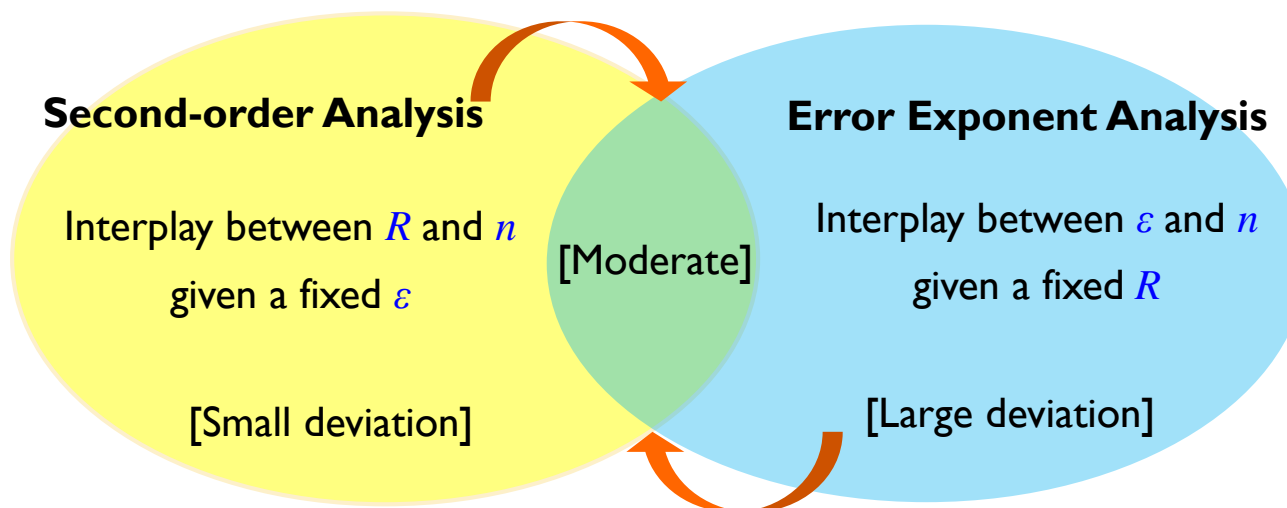 Second-order Analysis
Interplay between R and n
given a fixed ε
[Small deviation]
[Moderate]
Error Exponent Analysis
Interplay between ε and n
given a fixed R
[Large deviation]